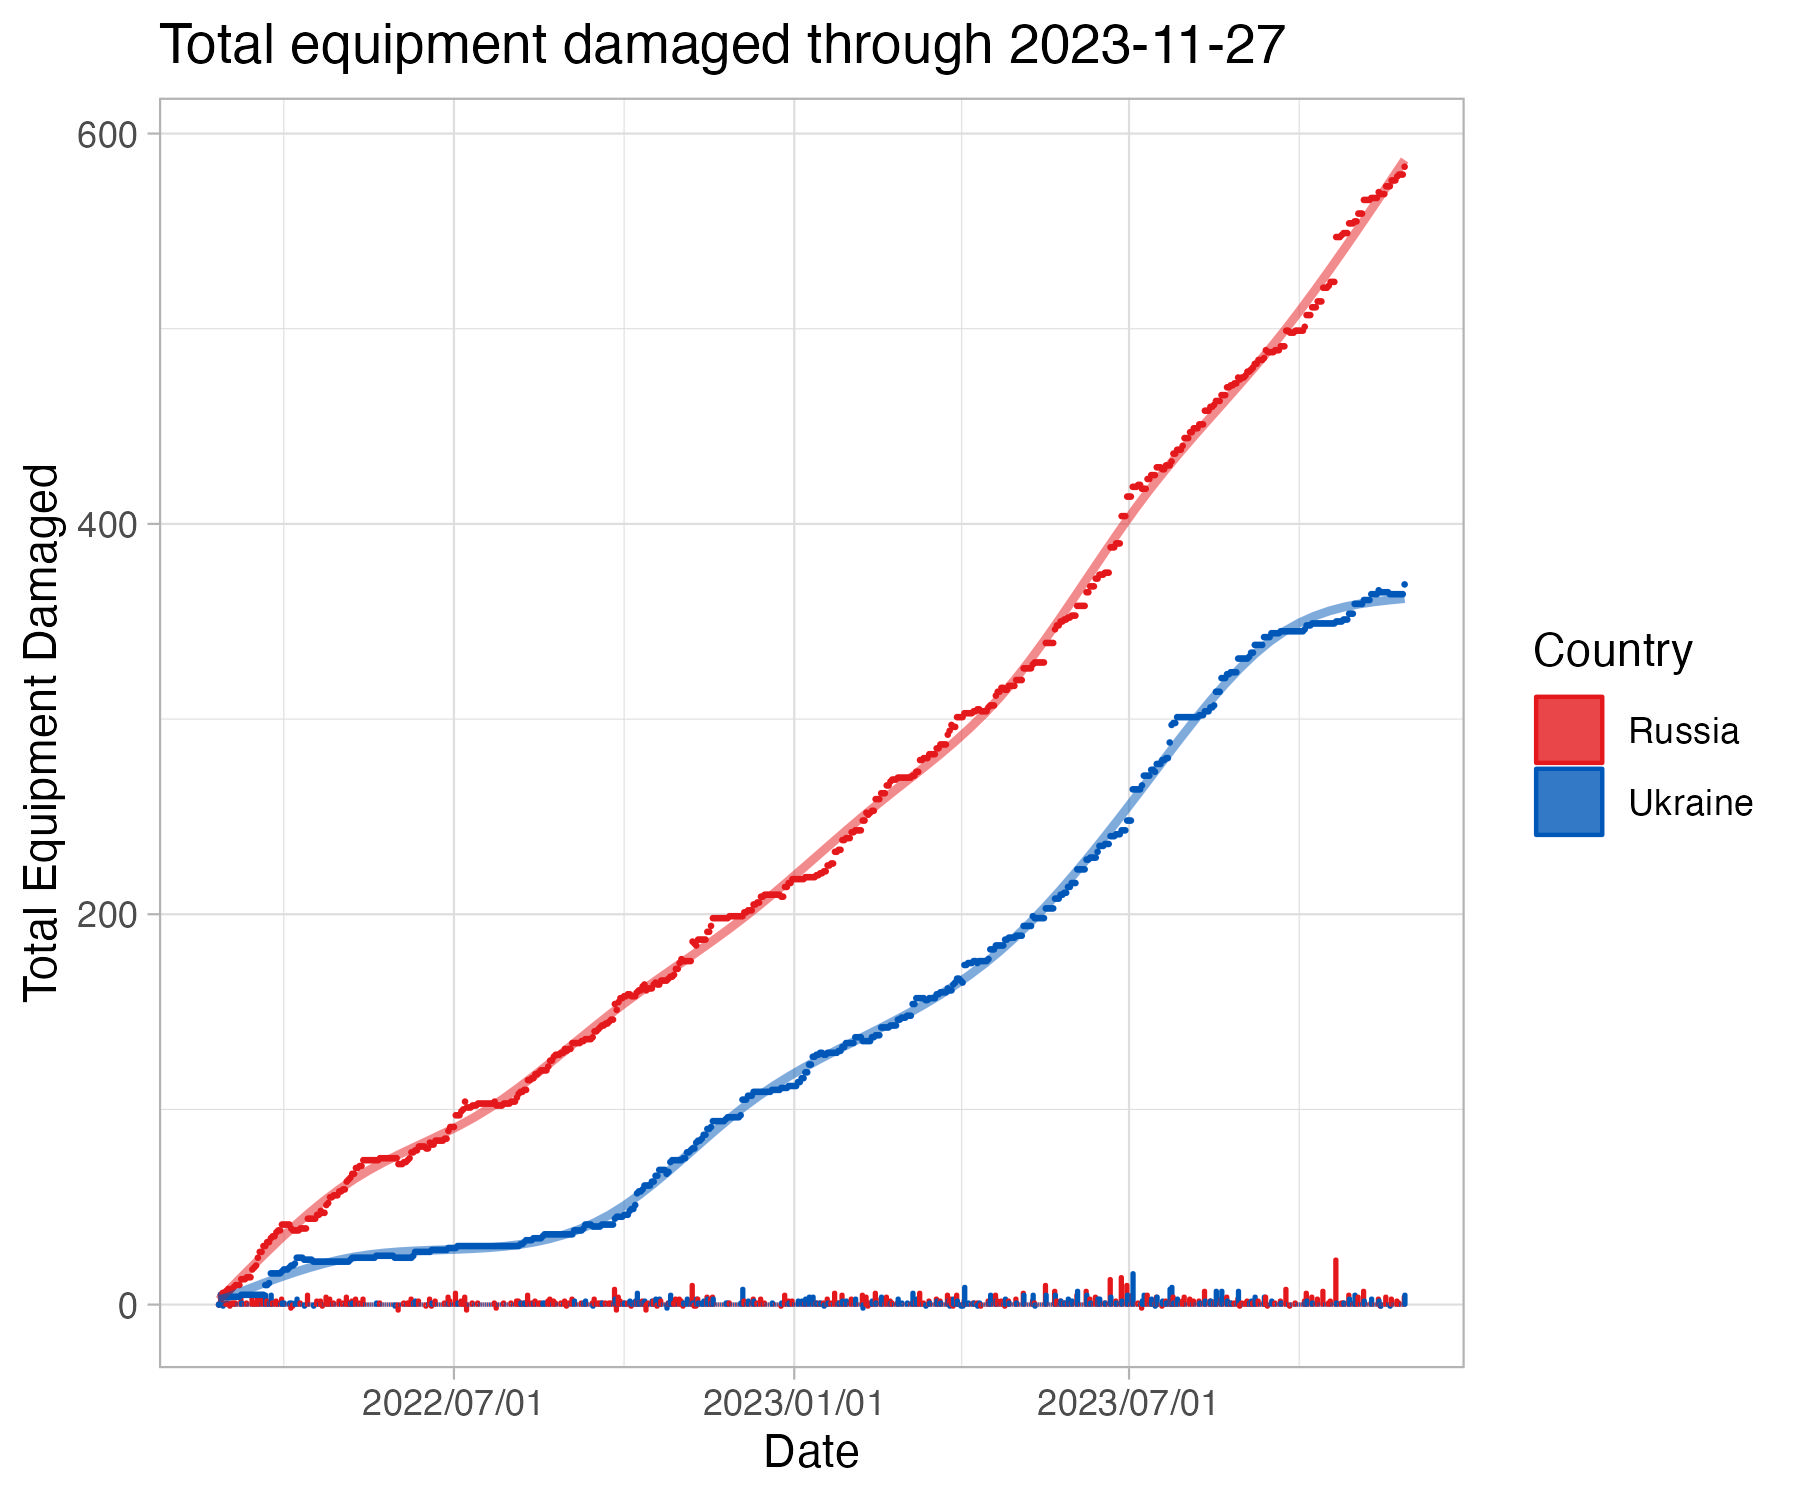 Total equipment damaged through 2023-11-27
Total Equipment Damaged
600
400
200
0
2022/07/01
2023/01/01
2023/07/01
Date
Country
Russia
Ukraine